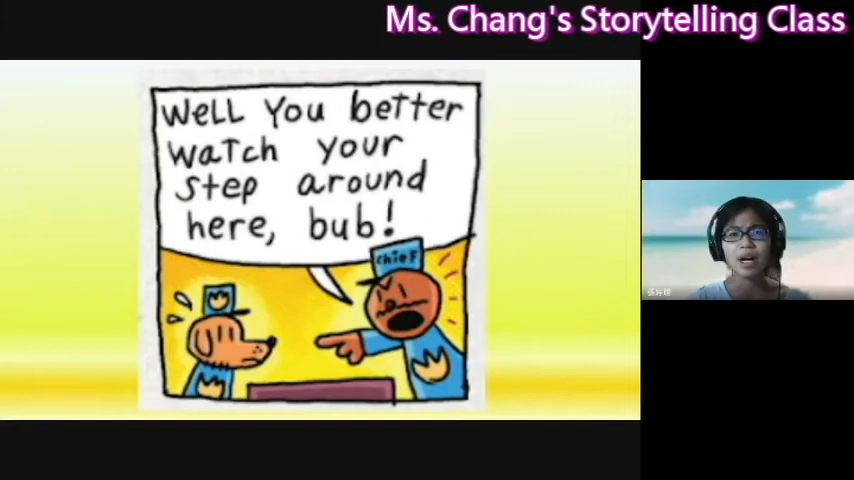 Ms. Chang's Storytelling Class
WeLL You better
waTch your
step around
here, bub!
chieF